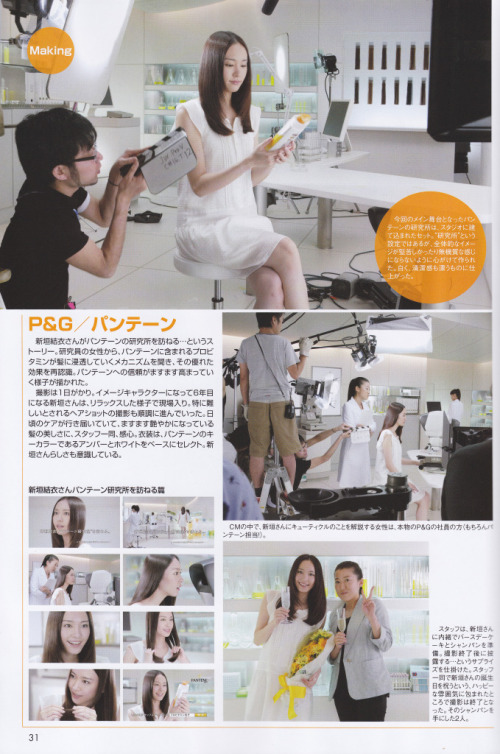 Making
今回のメイン舞台となったパン
テーンの研究所は、スタジオに建
て込まれたセット。"研究所"という
設定ではあるが、全体的なイメー
ジが堅苦しかったり無機質な感じ
にならないように心がけて作られ
た。白く、清潔感も漂うものに仕
上がった。
P&G／パンテーン
新垣結衣さんがパンテーンの研究所を訪ねる…というス
トーリー。研究員の女性から、パンテーンに含まれるプロビ
タミンが髪に浸透していくメカニズムを聞き、その優れた
効果を再認識。パンテーンへの信頼がますます高まってい
く様子が描かれた。
撮影は1日がかり。イメージキャラクターになって6年目
になる新垣さんは、リラックスした様子で現場入り。特に難
しいとされるヘアショットの撮影も順調に進んでいった。日
頃のケアが行き届いていて、ますます艶やかになっている
髪の美しさに、スタッフ一同、感心。衣装は、パンテーンのキ
ーカラーであるアンバーとホワイトをベースにセレクト。新
垣さんらしさも意識している。
新垣結衣さんパンテーン研究所を訪ねる篇
CMの中で、新垣さんにキューティクルのことを解説する女性は、本物のP&Gの社員の方(もちろんパ
ンテーン担当!)。
スタッフは、新垣さん
に内緒でバースデーケ
ーキとシャンパンを準
備。撮影終了後に披
露する…というサプライ
ズを仕掛けた。スタッフ
一同で新垣さんの誕生
日を祝うという、ハッピー
な雰囲気に包まれたと
ころで撮影は終了とな
った。そのシャンパンを
手にした2人。
31